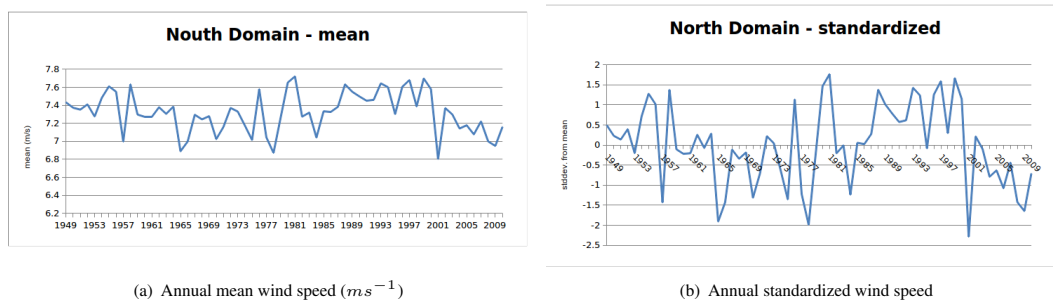 Nouth Domain - mean
mean (m/s)
7.8
7.6
7.4
7.2
7
6.8
6.6
6.4
6.2
1949 1953 1957 1961 1965 1969 1973 1977 1981 1985 1989 1993 1997 2001 2005 2009
(a) Annual mean wind speed (ms⁻¹)
North Domain - standardized
stddev. from mean
2
1.5
1
0.5
0
-0.5
-1
-1.5
-2
-2.5
1949 1953 1957 1961 1965 1969 1973 1977 1981 1985 1989 1993 1997 2001 2005 2009
(b) Annual standardized wind speed